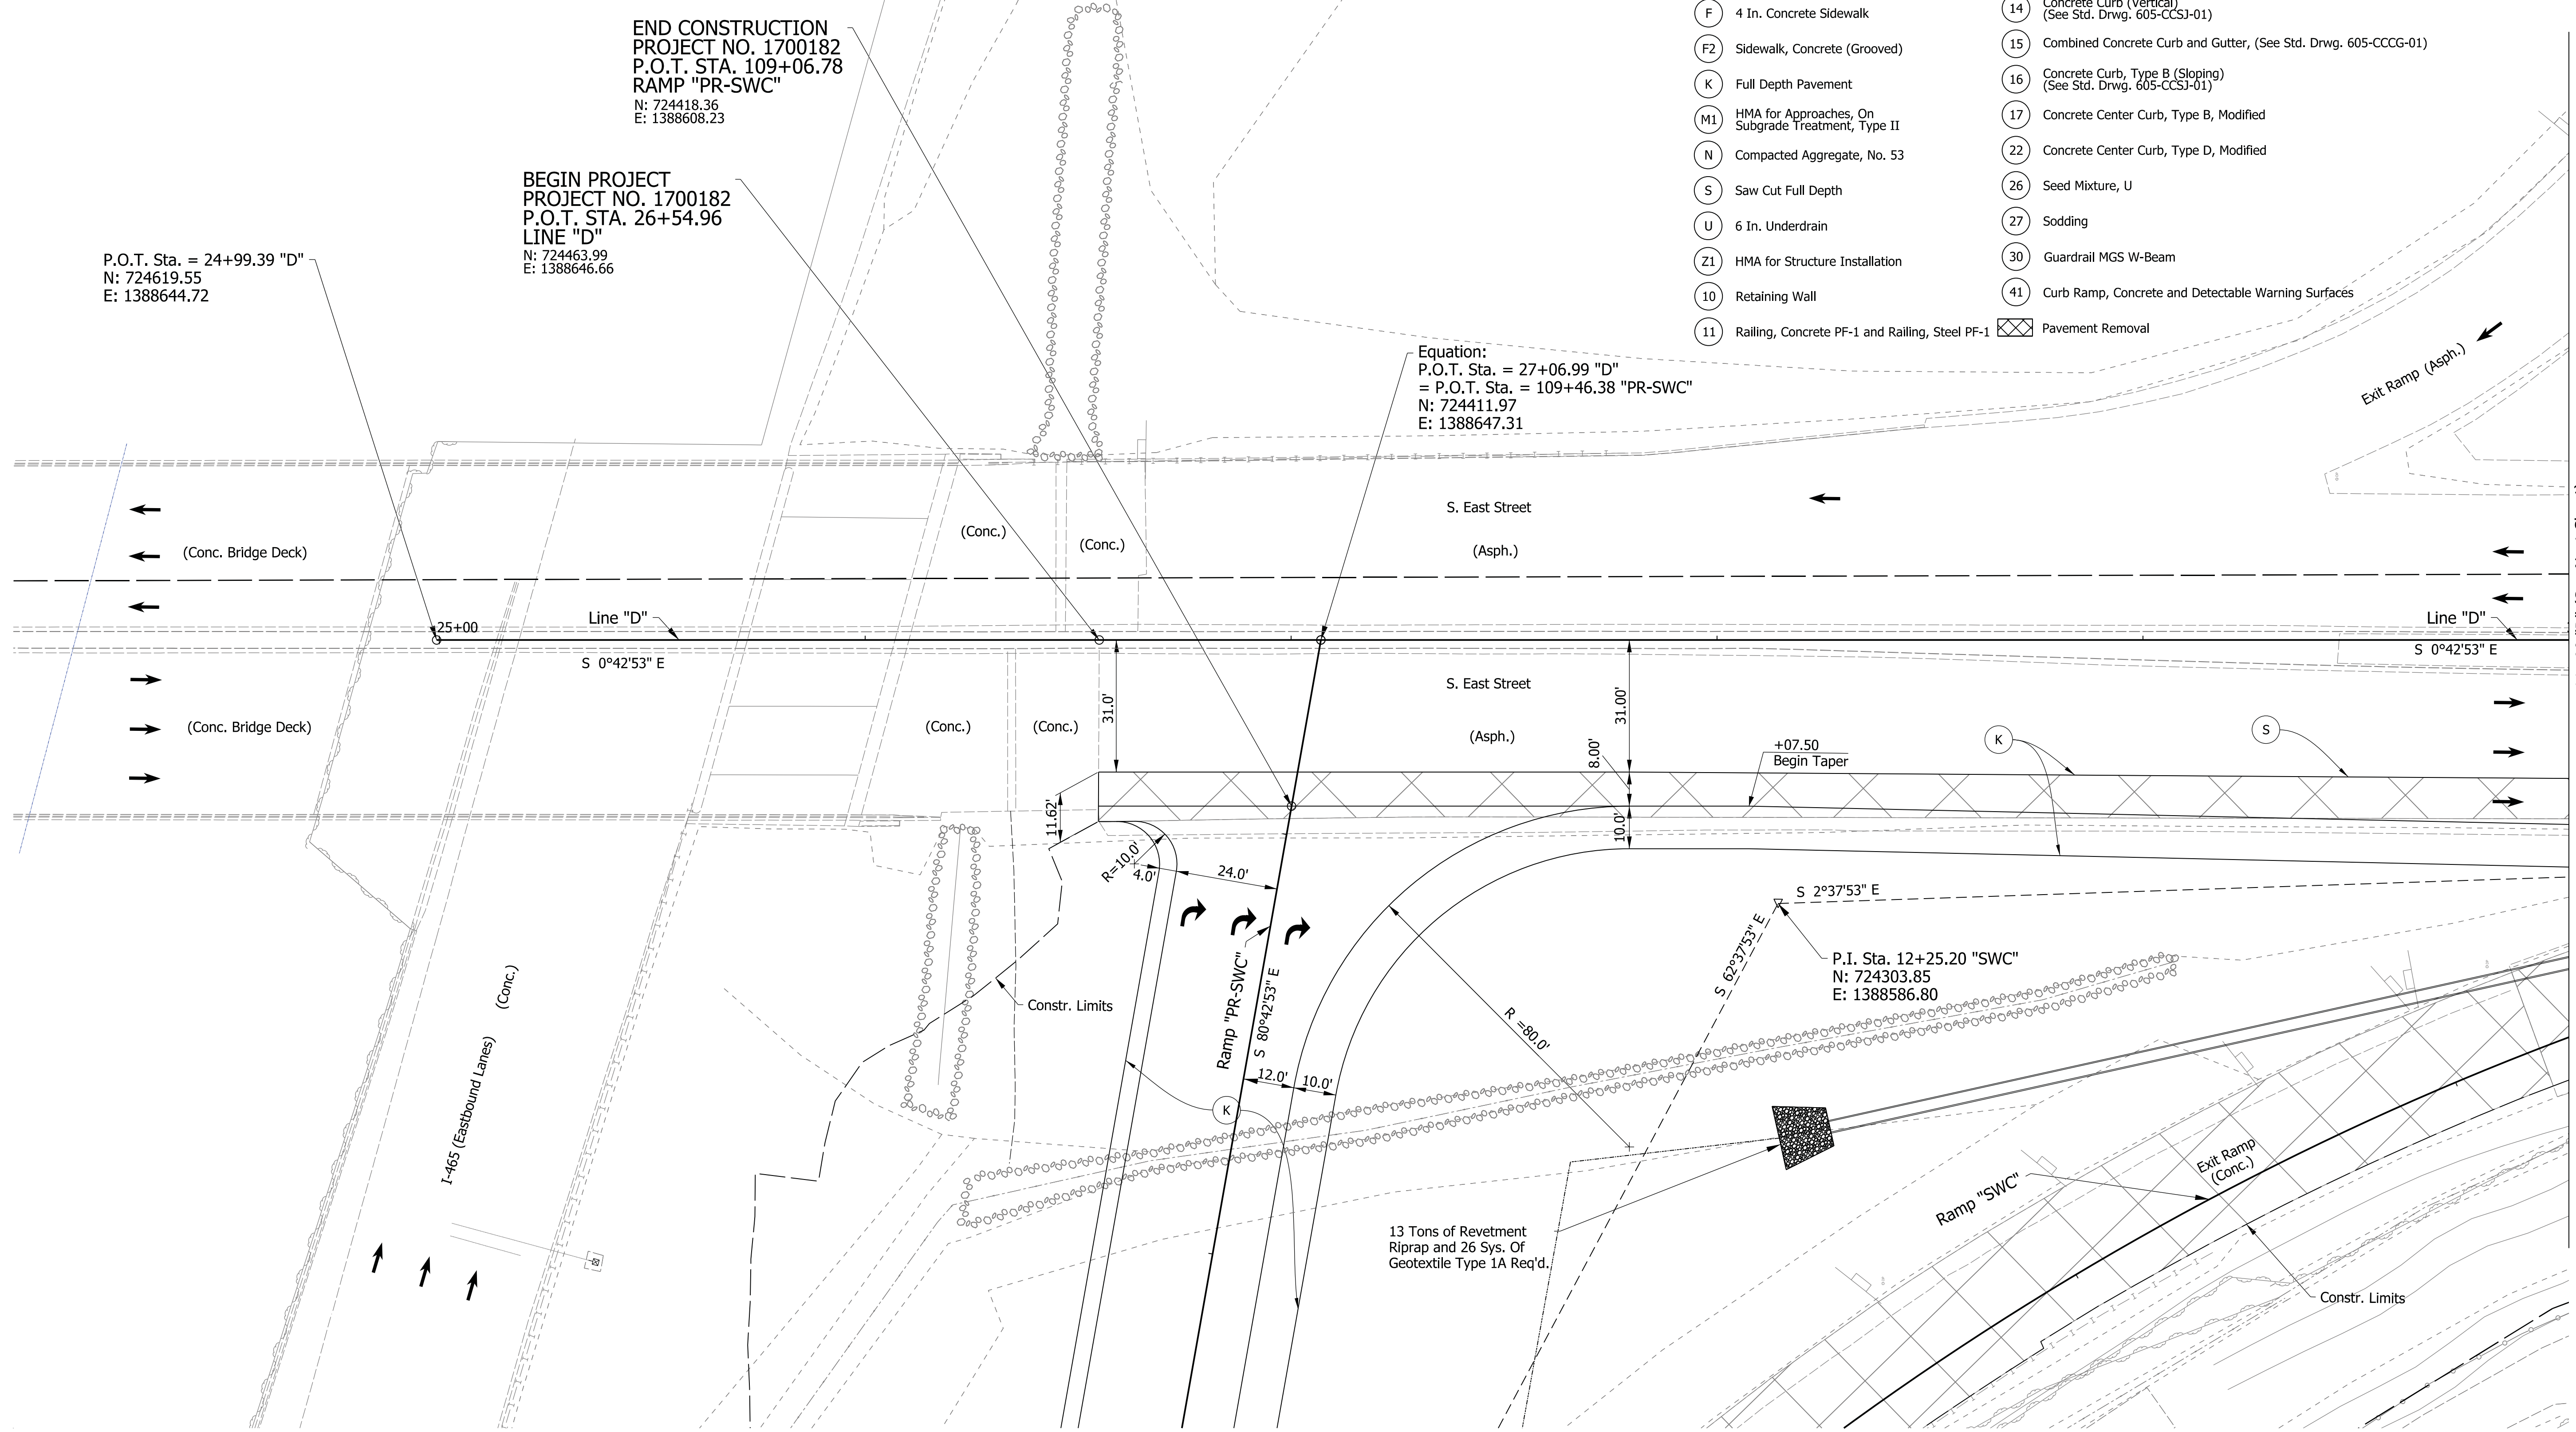 END CONSTRUCTION
PROJECT NO. 1700182
P.O.T. STA. 109+06.78
RAMP "PR-SWC"
N: 724418.36
E: 1388608.23
BEGIN PROJECT
PROJECT NO. 1700182
P.O.T. STA. 26+54.96
LINE "D"
N: 724463.99
E: 1388646.66
P.O.T. Sta. = 24+99.39 "D"
N: 724619.55
E: 1388644.72
F 4 In. Concrete Sidewalk
F2 Sidewalk, Concrete (Grooved)
K Full Depth Pavement
M1 HMA for Approaches, On
Subgrade Treatment, Type II
N Compacted Aggregate, No. 53
S Saw Cut Full Depth
U 6 In. Underdrain
Z1 HMA for Structure Installation
10 Retaining Wall
11 Railing, Concrete PF-1 and Railing, Steel PF-1
14 Concrete Curb (Vertical)
(See Std. Drwg. 605-CCSJ-01)
15 Combined Concrete Curb and Gutter, (See Std. Drwg. 605-CCCG-01)
16 Concrete Curb, Type B (Sloping)
(See Std. Drwg. 605-CCSJ-01)
17 Concrete Center Curb, Type B, Modified
22 Concrete Center Curb, Type D, Modified
26 Seed Mixture, U
27 Sodding
30 Guardrail MGS W-Beam
41 Curb Ramp, Concrete and Detectable Warning Surfaces
Pavement Removal
Equation:
P.O.T. Sta. = 27+06.99 "D"
= P.O.T. Sta. = 109+46.38 "PR-SWC"
N: 724411.97
E: 1388647.31
Exit Ramp (Asph.)
S. East Street
(Conc.)
(Conc.)
(Asph.)
(Conc. Bridge Deck)
25+00
Line "D"
Line "D"
S 0°42'53" E
S 0°42'53" E
S. East Street
31.0'
31.00'
(Conc. Bridge Deck)
(Conc.)
(Conc.)
(Asph.)
K
S
8.00'
+07.50
Begin Taper
11.62'
10.0'
R=10.0'
4.0'
24.0'
S 2°37'53" E
S 62°37'53" E
P.I. Sta. 12+25.20 "SWC"
N: 724303.85
E: 1388586.80
Constr. Limits
Ramp "PR-SWC"
S 80°42'53" E
R =80.0'
12.0'
10.0'
K
I-465 (Eastbound Lanes)
(Conc.)
13 Tons of Revetment
Riprap and 26 Sys. Of
Geotextile Type 1A Req'd.
Ramp "SWC"
Exit Ramp
(Conc.)
Constr. Limits